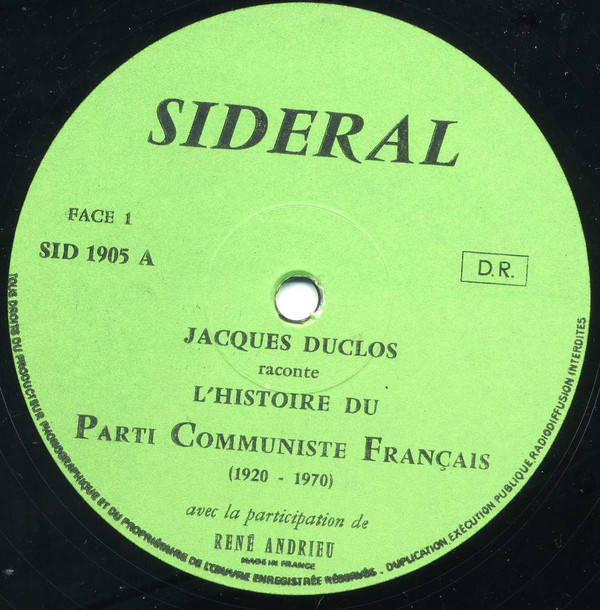 SIDERAL
FACE 1
SID 1905 A
D.R.
JACQUES DUCLOS
raconte
L'HISTOIRE DU
PARTI COMMUNISTE FRANÇAIS
(1920 - 1970)
avec la participation de
RENÉ ANDRIEU
MADE IN FRANCE
TOUS DROITS DU PRODUCTEUR PHONOGRAPHIQUE ET DU PROPRIÉTAIRE DE L'ŒUVRE ENREGISTRÉE RÉSERVÉS - DUPLICATION, EXÉCUTION PUBLIQUE, RADIODIFFUSION INTERDITES